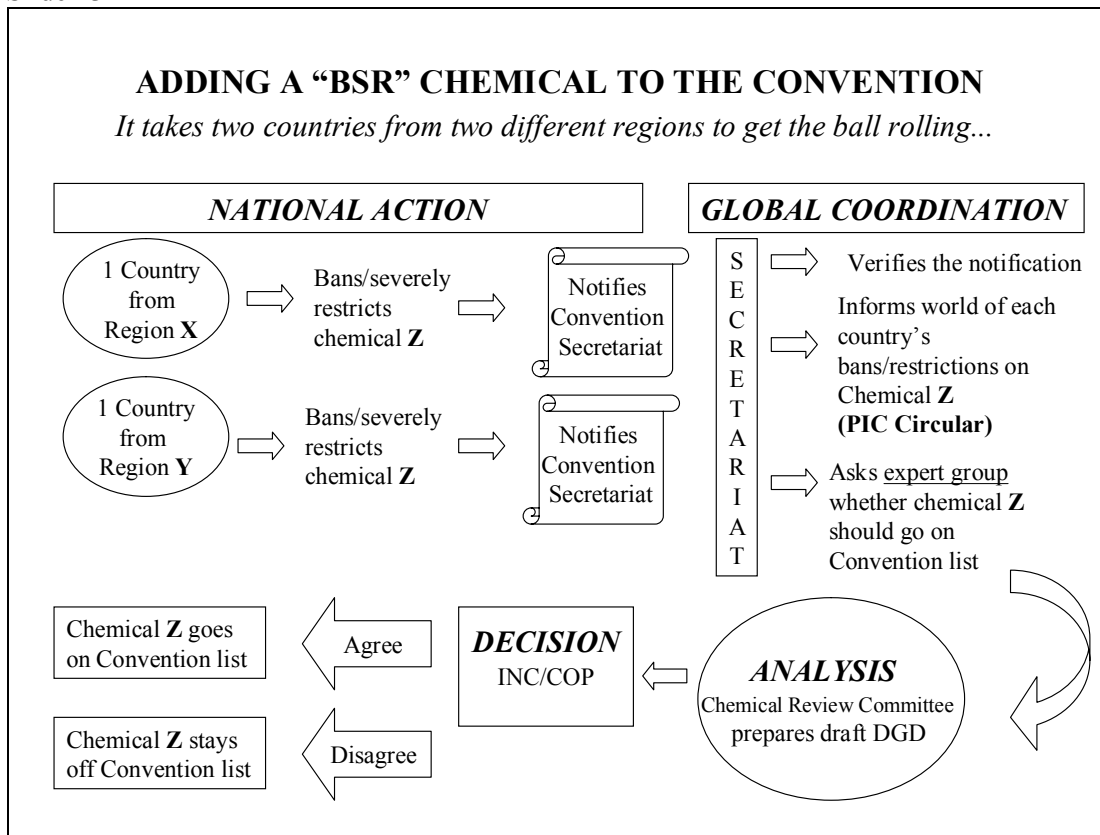 ADDING A “BSR” CHEMICAL TO THE CONVENTION
It takes two countries from two different regions to get the ball rolling...
NATIONAL ACTION
GLOBAL COORDINATION
1 Country
from
Region X
Bans/severely
restricts
chemical Z
Notifies
Convention
Secretariat
1 Country
from
Region Y
Bans/severely
restricts
chemical Z
Notifies
Convention
Secretariat
SECRETARIAT
Verifies the notification
Informs world of each
country’s
bans/restrictions on
Chemical Z
(PIC Circular)
Asks expert group
whether chemical Z
should go on
Convention list
ANALYSIS
Chemical Review Committee
prepares draft DGD
DECISION
INC/COP
Agree
Chemical Z goes
on Convention list
Disagree
Chemical Z stays
off Convention list